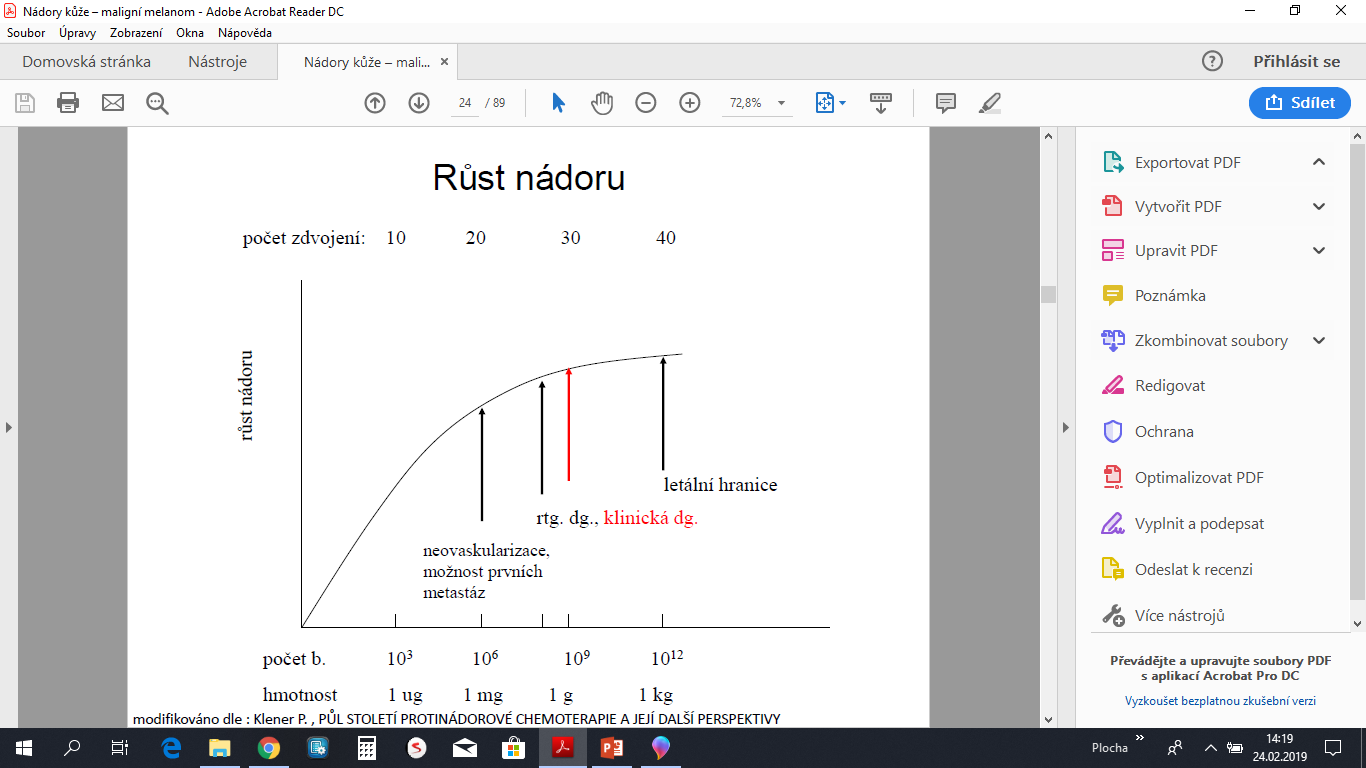 Nádory kůže – maligní melanom - Adobe Acrobat Reader DC
Soubor Úpravy Zobrazení Okna Nápověda
Domovská stránka Nástroje Nádory kůže – mali... × ? Přihlásit se
24 / 89 72,8% Sdílet
Růst nádoru
počet zdvojení: 10 20 30 40
růst nádoru
letální hranice
rtg. dg., klinická dg.
neovaskularizace,
možnost prvních
metastáz
počet b. 10³ 10⁶ 10⁹ 10¹²
hmotnost 1 ug 1 mg 1 g 1 kg
modifikováno dle : Klener P. , PŮL STOLETÍ PROTINÁDOROVÉ CHEMOTERAPIE A JEJÍ DALŠÍ PERSPEKTIVY
Exportovat PDF
Vytvořit PDF
Upravit PDF
Poznámka
Zkombinovat soubory
Redigovat
Ochrana
Optimalizovat PDF
Vyplnit a podepsat
Odeslat k recenzi
Více nástrojů
Převádějte a upravujte soubory PDF
s aplikací Acrobat Pro DC
Vyzkoušet bezplatnou zkušební verzi
Plocha » 14:19
24.02.2019